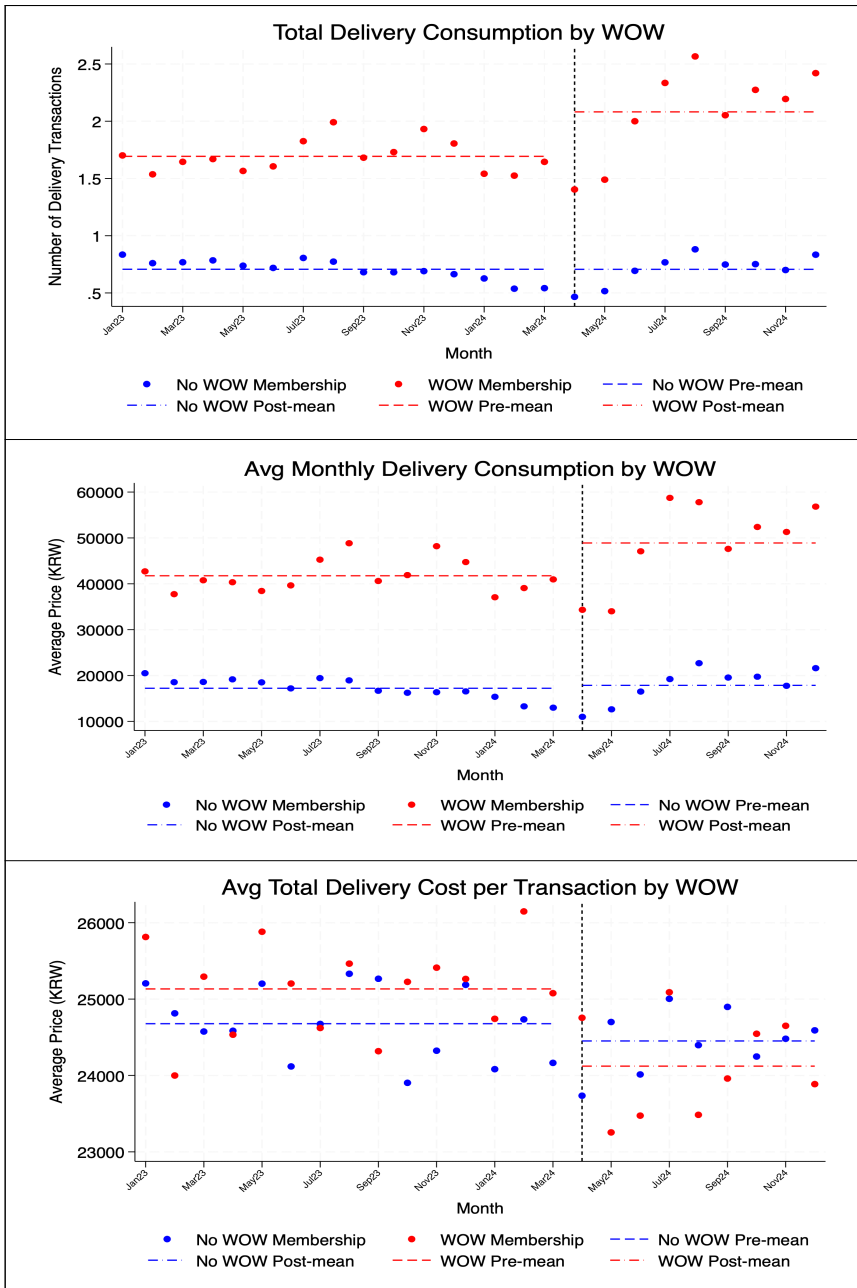 Total Delivery Consumption by WOW
Number of Delivery Transactions
2.5
2
1.5
1
.5
Jan23 Mar23 May23 Jul23 Sep23 Nov23 Jan24 Mar24 May24 Jul24 Sep24 Nov24
Month
No WOW Membership WOW Membership No WOW Pre-mean
No WOW Post-mean WOW Pre-mean WOW Post-mean
Avg Monthly Delivery Consumption by WOW
Average Price (KRW)
60000
50000
40000
30000
20000
10000
Jan23 Mar23 May23 Jul23 Sep23 Nov23 Jan24 Mar24 May24 Jul24 Sep24 Nov24
Month
No WOW Membership WOW Membership No WOW Pre-mean
No WOW Post-mean WOW Pre-mean WOW Post-mean
Avg Total Delivery Cost per Transaction by WOW
Average Price (KRW)
26000
25000
24000
23000
Jan23 Mar23 May23 Jul23 Sep23 Nov23 Jan24 Mar24 May24 Jul24 Sep24 Nov24
Month
No WOW Membership WOW Membership No WOW Pre-mean
No WOW Post-mean WOW Pre-mean WOW Post-mean